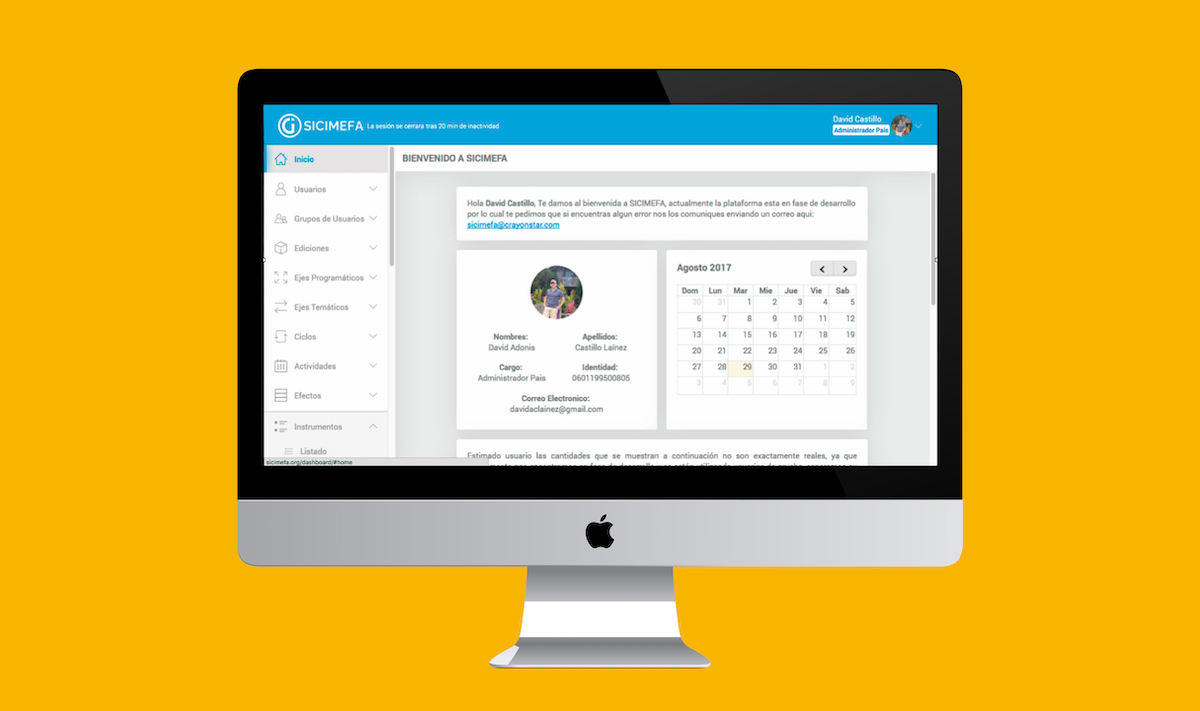 SICIMEFA La sesión se cerrara tras 20 min de inactividad
David Castillo
Administrador Pais
Inicio
Usuarios
Grupos de Usuarios
Ediciones
Ejes Programáticos
Ejes Temáticos
Ciclos
Actividades
Efectos
Instrumentos
Listado
sicimefa.org/dashboard/#home
BIENVENIDO A SICIMEFA
Hola David Castillo, Te damos al bienvenida a SICIMEFA, actualmente la plataforma esta en fase de desarrollo
por lo cual te pedimos que si encuentras algun error nos los comuniques enviando un correo aqui:
sicimefa@crayonstar.com
Nombres: Apellidos:
David Adonis Castillo Laínez
Cargo: Identidad:
Administrador Pais 0601199500805
Correo Electronico:
davidaclainez@gmail.com
Agosto 2017
Dom Lun Mar Mie Jue Vie Sab
30 31 1 2 3 4 5
6 7 8 9 10 11 12
13 14 15 16 17 18 19
20 21 22 23 24 25 26
27 28 29 30 31 1 2
3 4 5 6 7 8 9
Estimado usuario las cantidades que se muestran a continuación no son exactamente reales, ya que